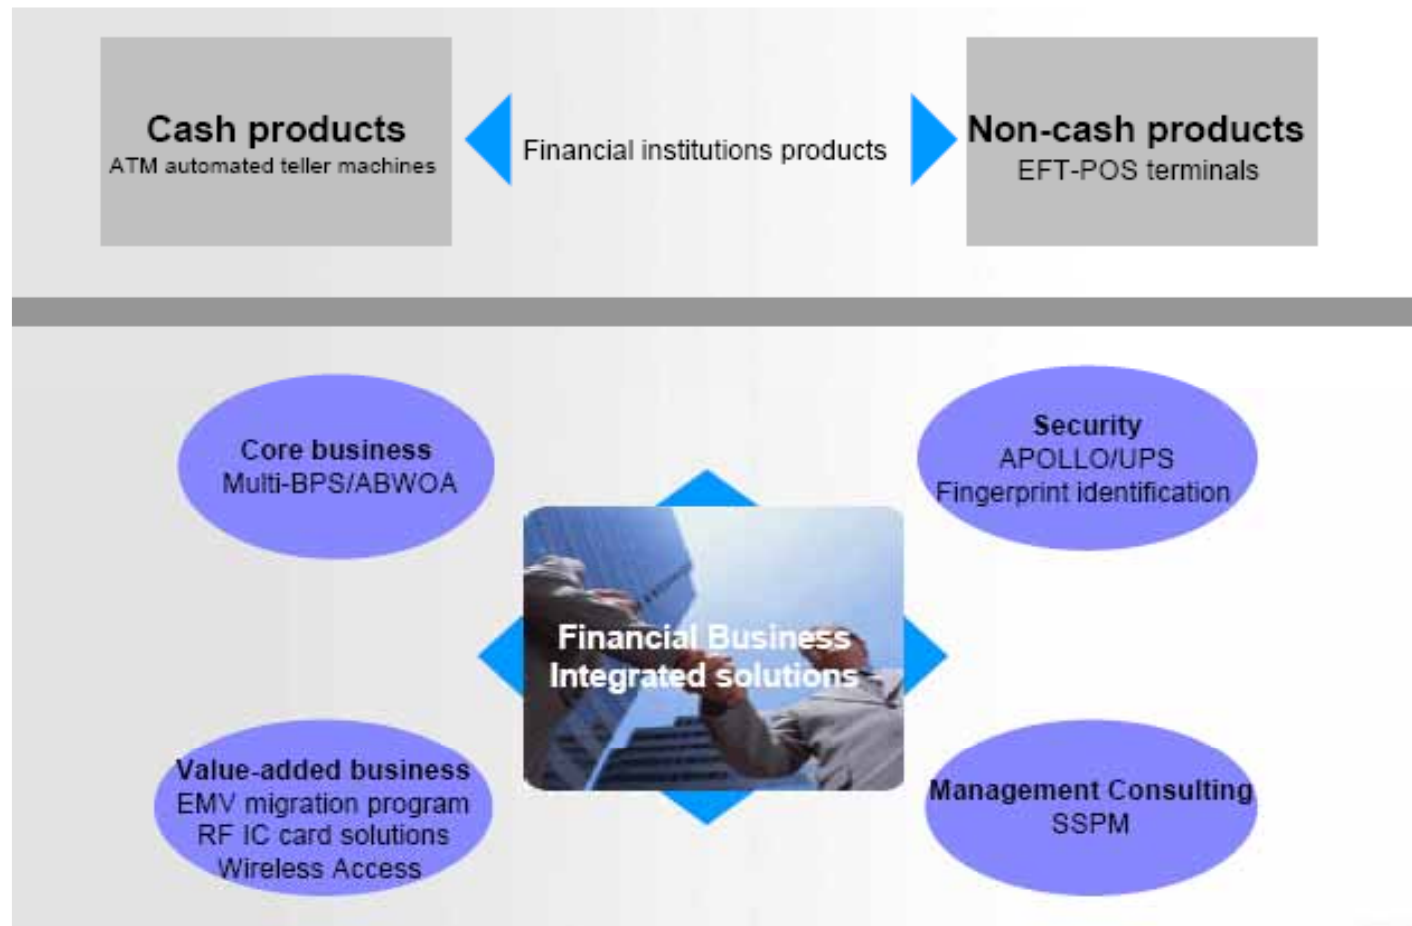 Cash products
ATM automated teller machines
Financial institutions products
Non-cash products
EFT-POS terminals
Core business
Multi-BPS/ABWOA
Security
APOLLO/UPS
Fingerprint identification
Financial Business
Integrated solutions
Value-added business
EMV migration program
RF IC card solutions
Wireless Access
Management Consulting
SSPM